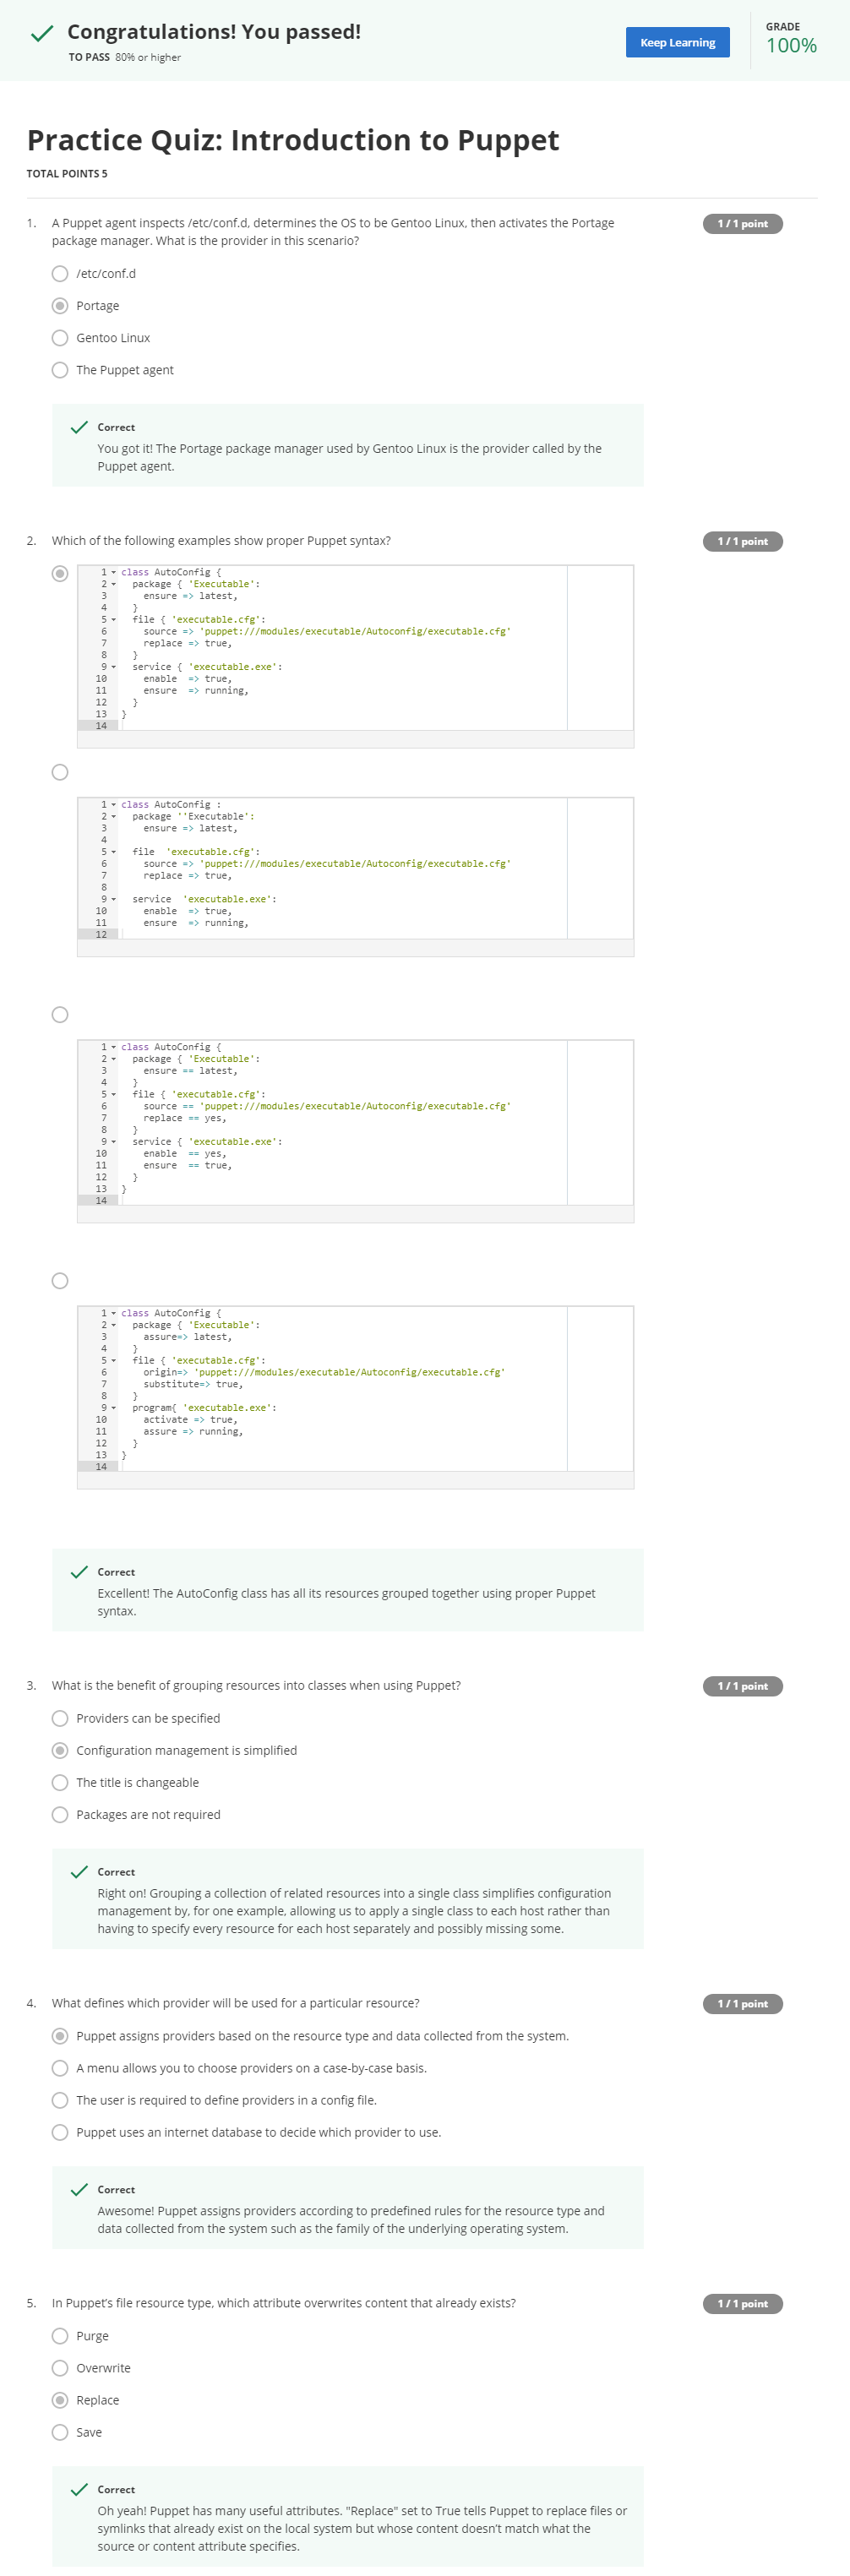 Congratulations! You passed!
TO PASS 80% or higher
Keep Learning
GRADE
100%
Practice Quiz: Introduction to Puppet
TOTAL POINTS 5
1. A Puppet agent inspects /etc/conf.d, determines the OS to be Gentoo Linux, then activates the Portage
package manager. What is the provider in this scenario?
1 / 1 point
/etc/conf.d
Portage
Gentoo Linux
The Puppet agent
Correct
You got it! The Portage package manager used by Gentoo Linux is the provider called by the
Puppet agent.
2. Which of the following examples show proper Puppet syntax?
1 / 1 point
1 class AutoConfig {
2   package { 'Executable':
3     ensure => latest,
4   }
5   file { 'executable.cfg':
6     source => 'puppet:///modules/executable/Autoconfig/executable.cfg'
7     replace => true,
8   }
9   service { 'executable.exe':
10     enable  => true,
11     ensure  => running,
12   }
13 }
14
1 class AutoConfig :
2   package ''Executable':
3     ensure => latest,
4
5   file  'executable.cfg':
6     source => 'puppet:///modules/executable/Autoconfig/executable.cfg'
7     replace => true,
8
9   service  'executable.exe':
10     enable  => true,
11     ensure  => running,
12
1 class AutoConfig {
2   package { 'Executable':
3     ensure == latest,
4   }
5   file { 'executable.cfg':
6     source == 'puppet:///modules/executable/Autoconfig/executable.cfg'
7     replace == yes,
8   }
9   service { 'executable.exe':
10     enable  == yes,
11     ensure  == true,
12   }
13 }
14
1 class AutoConfig {
2   package { 'Executable':
3     assure=> latest,
4   }
5   file { 'executable.cfg':
6     origin=> 'puppet:///modules/executable/Autoconfig/executable.cfg'
7     substitute=> true,
8   }
9   program{ 'executable.exe':
10     activate => true,
11     assure => running,
12   }
13 }
14
Correct
Excellent! The AutoConfig class has all its resources grouped together using proper Puppet
syntax.
3. What is the benefit of grouping resources into classes when using Puppet?
1 / 1 point
Providers can be specified
Configuration management is simplified
The title is changeable
Packages are not required
Correct
Right on! Grouping a collection of related resources into a single class simplifies configuration
management by, for one example, allowing us to apply a single class to each host rather than
having to specify every resource for each host separately and possibly missing some.
4. What defines which provider will be used for a particular resource?
1 / 1 point
Puppet assigns providers based on the resource type and data collected from the system.
A menu allows you to choose providers on a case-by-case basis.
The user is required to define providers in a config file.
Puppet uses an internet database to decide which provider to use.
Correct
Awesome! Puppet assigns providers according to predefined rules for the resource type and
data collected from the system such as the family of the underlying operating system.
5. In Puppet's file resource type, which attribute overwrites content that already exists?
1 / 1 point
Purge
Overwrite
Replace
Save
Correct
Oh yeah! Puppet has many useful attributes. "Replace" set to True tells Puppet to replace files or
symlinks that already exist on the local system but whose content doesn't match what the
source or content attribute specifies.